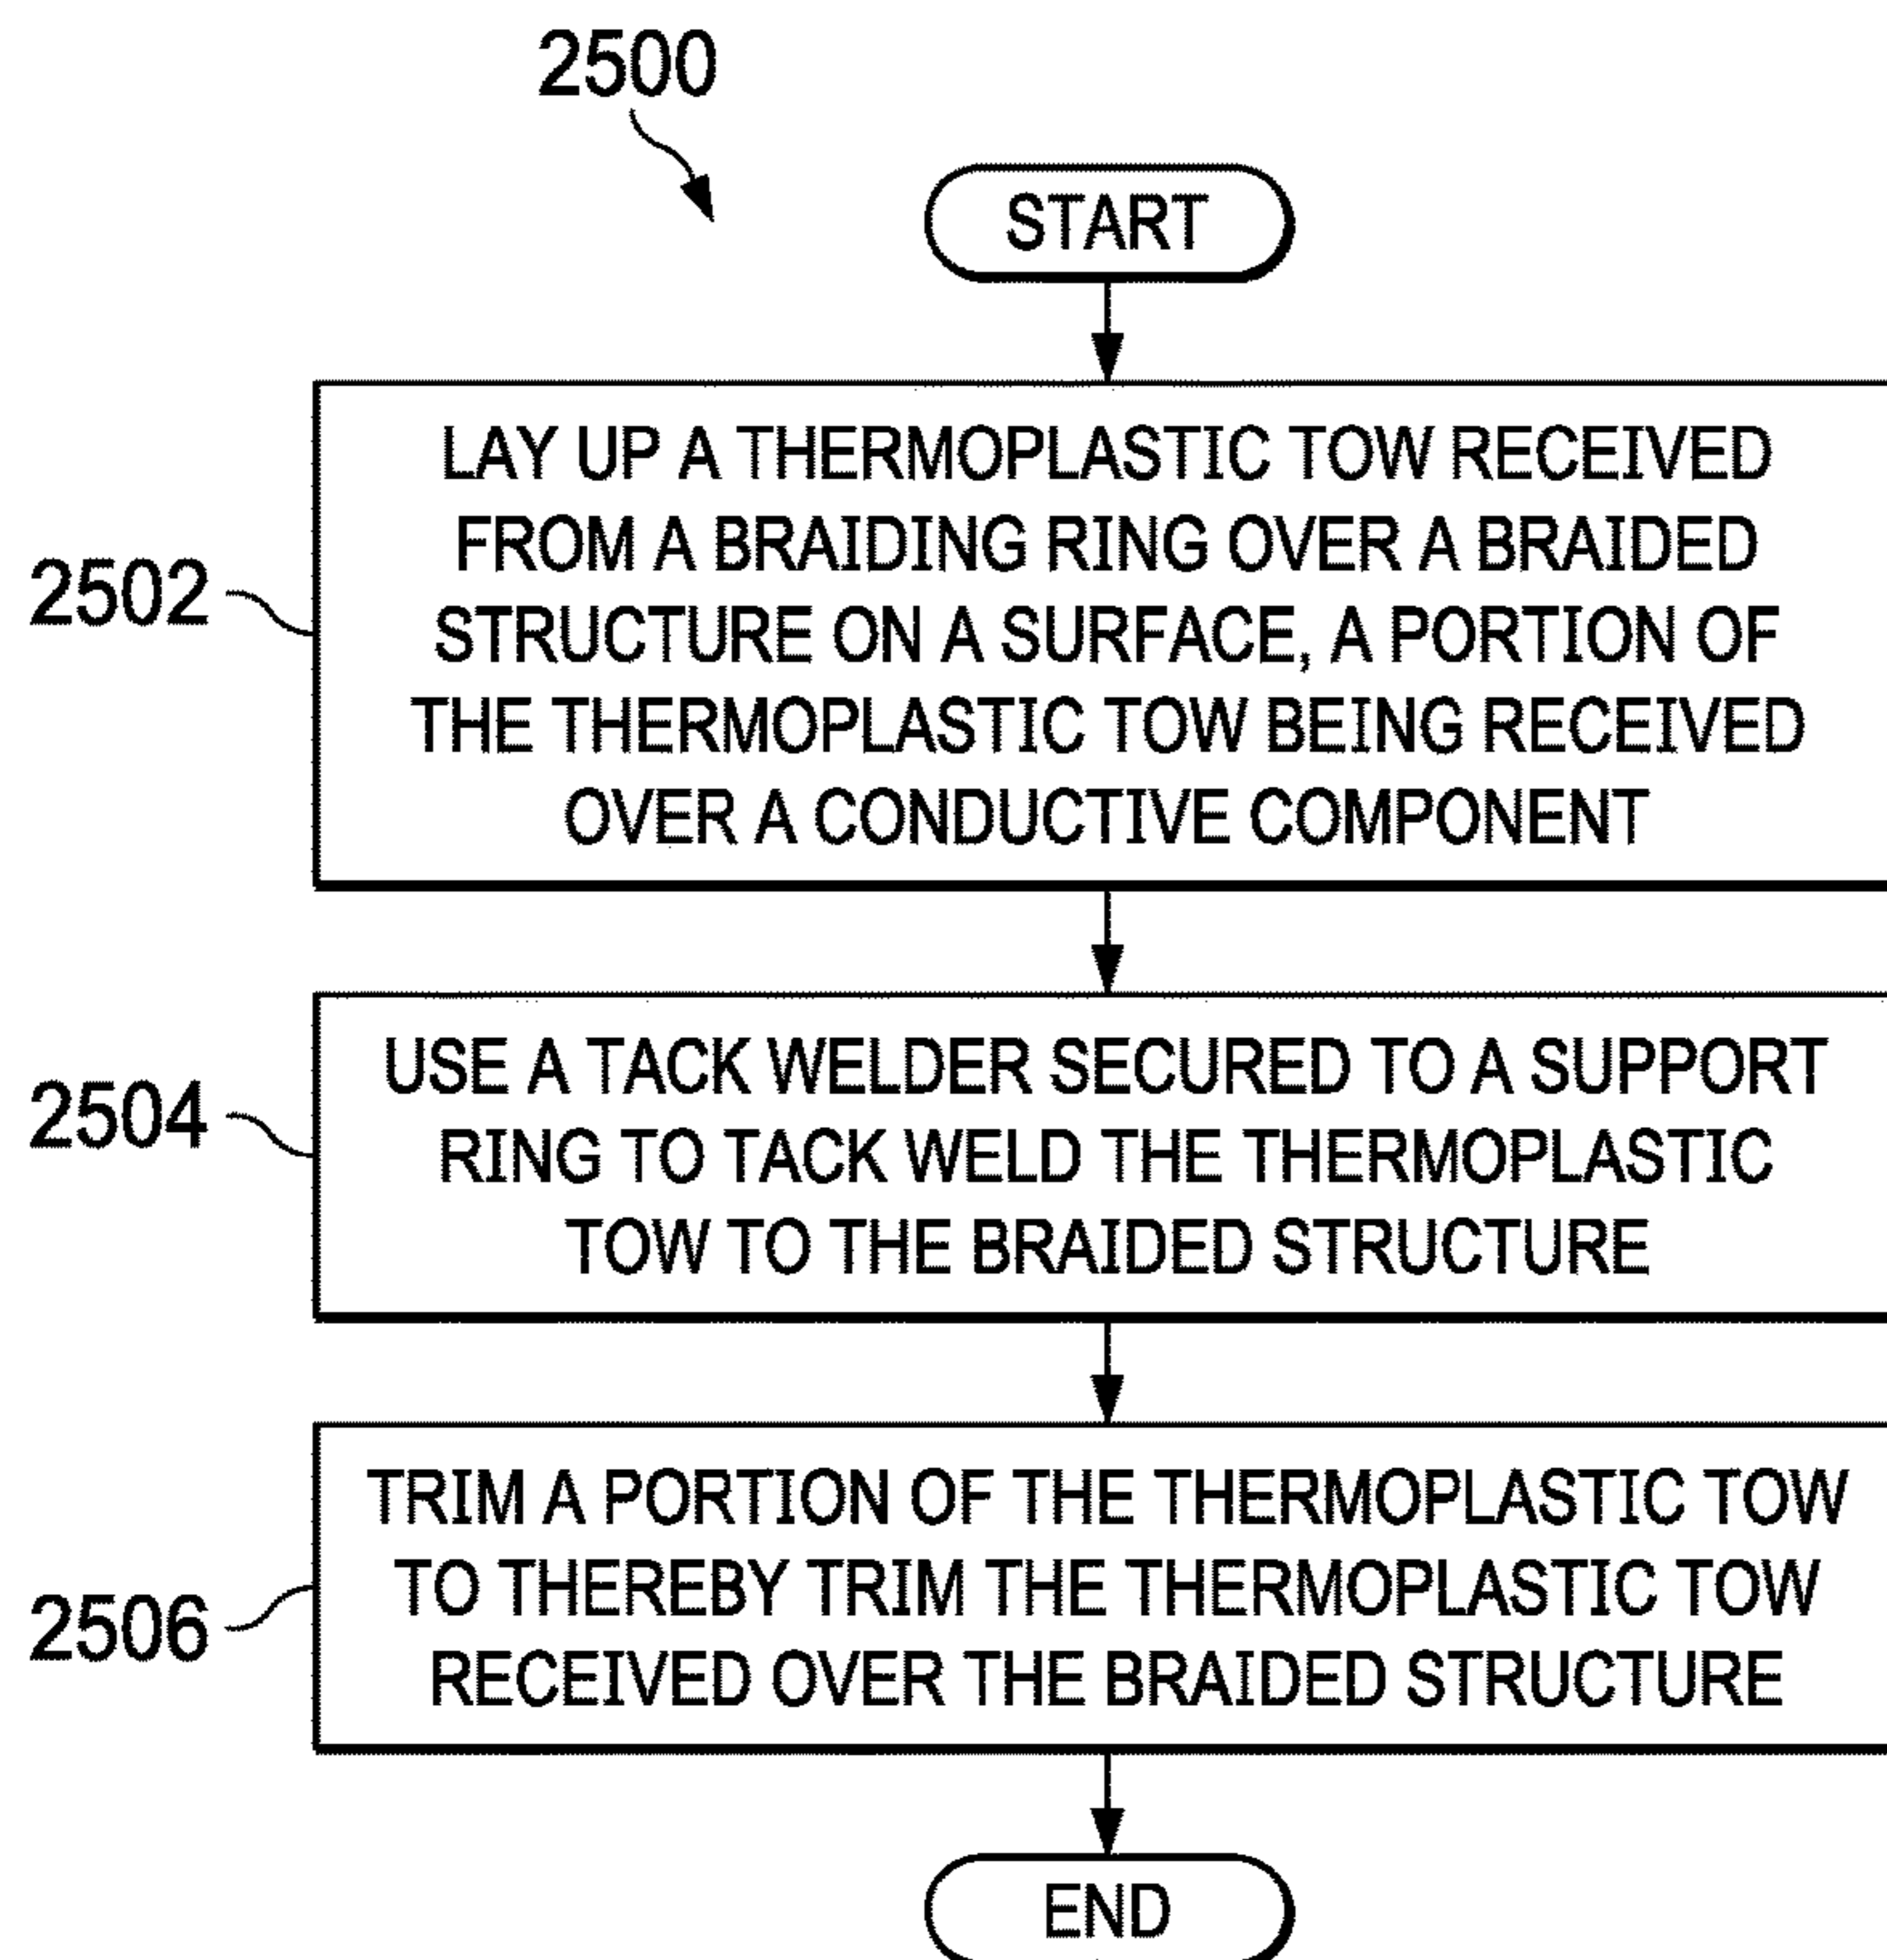 2500
START
2502
LAY UP A THERMOPLASTIC TOW RECEIVED
FROM A BRAIDING RING OVER A BRAIDED
STRUCTURE ON A SURFACE, A PORTION OF
THE THERMOPLASTIC TOW BEING RECEIVED
OVER A CONDUCTIVE COMPONENT
2504
USE A TACK WELDER SECURED TO A SUPPORT
RING TO TACK WELD THE THERMOPLASTIC
TOW TO THE BRAIDED STRUCTURE
2506
TRIM A PORTION OF THE THERMOPLASTIC TOW
TO THEREBY TRIM THE THERMOPLASTIC TOW
RECEIVED OVER THE BRAIDED STRUCTURE
END